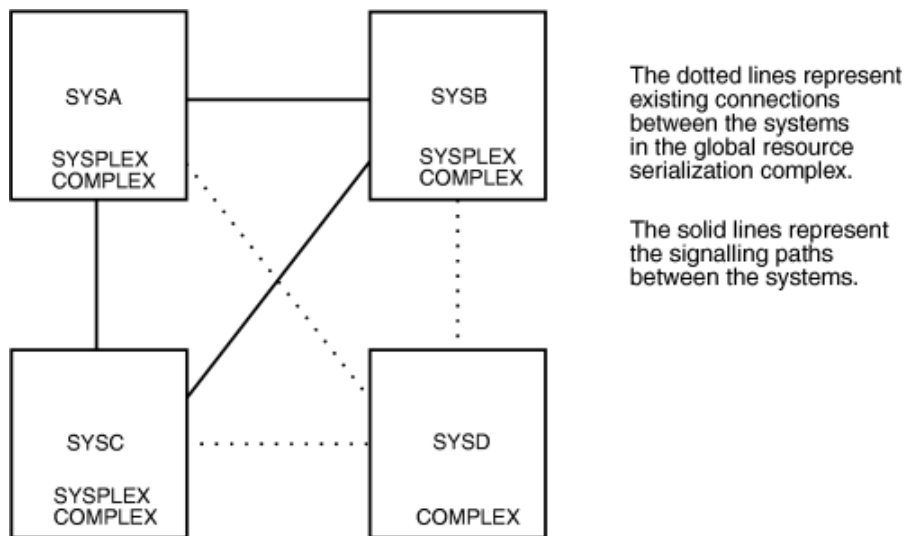 SYSA
SYSPLEX
COMPLEX
SYSB
SYSPLEX
COMPLEX
The dotted lines represent
existing connections
between the systems
in the global resource
serialization complex.
The solid lines represent
the signalling paths
between the systems.
SYSC
SYSPLEX
COMPLEX
SYSD
COMPLEX